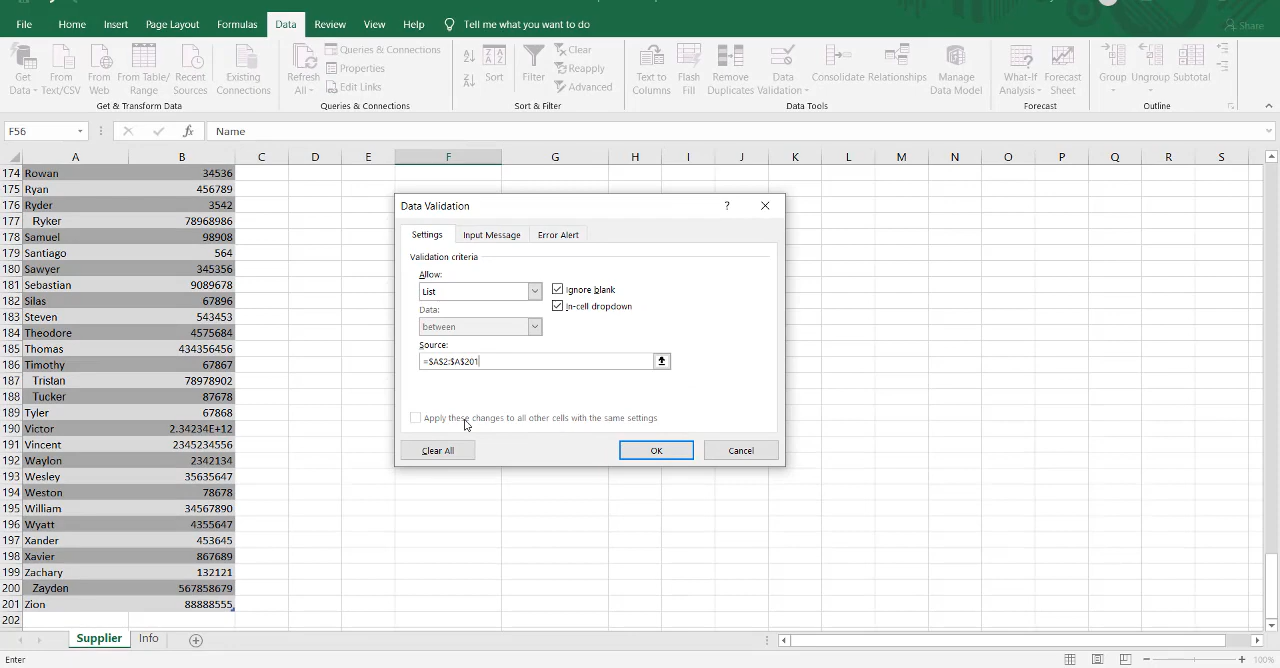 File Home Insert Page Layout Formulas Data Review View Help Tell me what you want to do Share
Get Data From Text/CSV From Web From Table/ Range Recent Sources Existing Connections Refresh All Queries & Connections Properties Edit Links Sort Filter Clear Reapply Advanced Text to Columns Flash Fill Remove Duplicates Data Validation Consolidate Relationships Manage Data Model What-If Analysis Forecast Sheet Group Ungroup Subtotal
Get & Transform Data Queries & Connections Sort & Filter Data Tools Forecast Outline
F56 fx Name
A B C D E F G H I J K L M N O P Q R S
174 Rowan 34536
175 Ryan 456789
176 Ryder 3542
177 Ryker 78968986
178 Samuel 98908
179 Santiago 564
180 Sawyer 345356
181 Sebastian 9089678
182 Silas 67896
183 Steven 543453
184 Theodore 4575684
185 Thomas 434356456
186 Timothy 67867
187 Tristan 78978902
188 Tucker 87678
189 Tyler 67868
190 Victor 2.34234E+12
191 Vincent 2345234556
192 Waylon 2342134
193 Wesley 35635647
194 Weston 78678
195 William 34567890
196 Wyatt 4355647
197 Xander 453645
198 Xavier 867689
199 Zachary 132121
200 Zayden 567858679
201 Zion 88888555
202
Data Validation ?
Settings Input Message Error Alert
Validation criteria
Allow:
List Ignore blank
Data: In-cell dropdown
between
Source:
=$A$2:$A$201
Apply these changes to all other cells with the same settings
Clear All OK Cancel
Supplier Info
Enter 100%